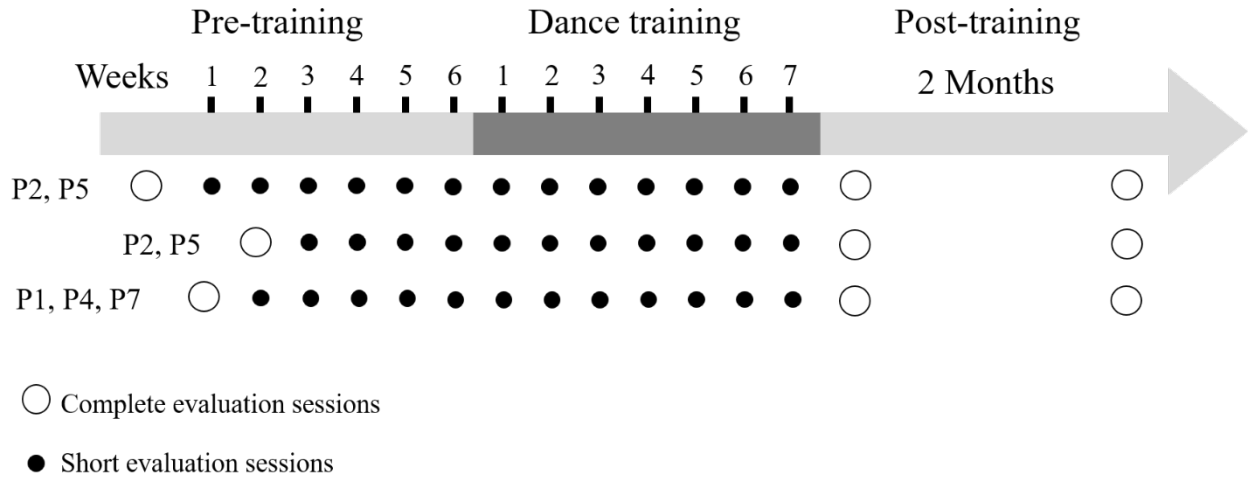 Pre-training Dance training Post-training
Weeks 1 2 3 4 5 6 1 2 3 4 5 6 7 2 Months
P2, P5
P2, P5
P1, P4, P7
Complete evaluation sessions
Short evaluation sessions